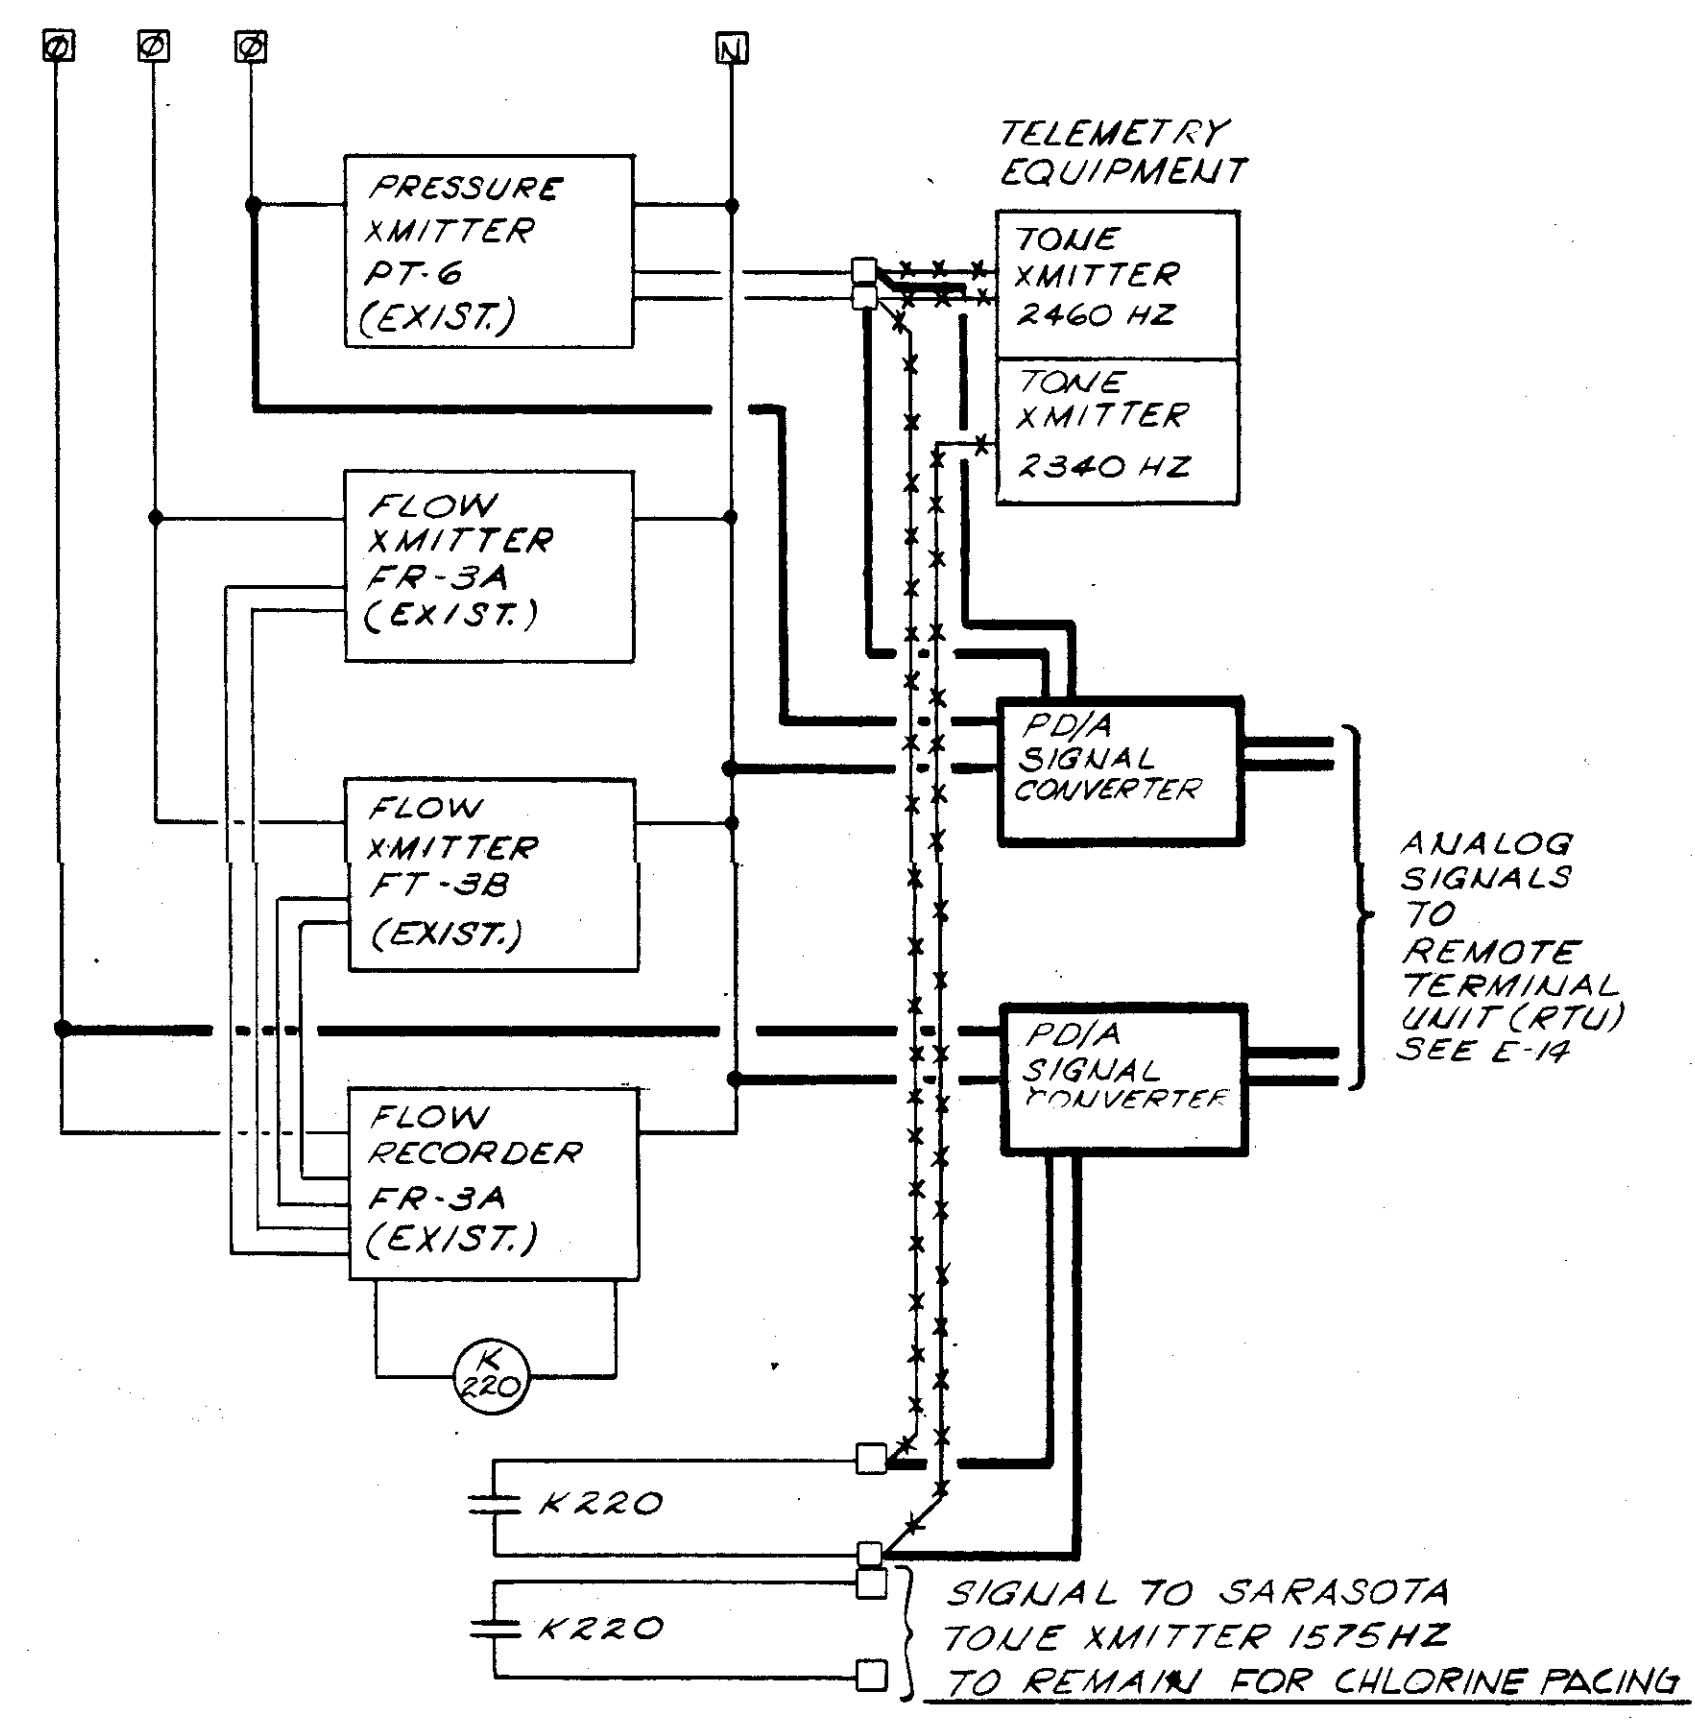 Ø Ø Ø N
TELEMETRY
EQUIPMENT
PRESSURE
XMITTER
PT-6
(EXIST.)
TONE
XMITTER
2460 HZ
TONE
XMITTER
2340 HZ
FLOW
XMITTER
FR-3A
(EXIST.)
PD/A
SIGNAL
CONVERTER
FLOW
XMITTER
FT-3B
(EXIST.)
ANALOG
SIGNALS
TO
REMOTE
TERMINAL
UNIT (RTU)
SEE E-14
PD/A
SIGNAL
CONVERTER
FLOW
RECORDER
FR-3A
(EXIST.)
K
220
K220
K220
SIGNAL TO SARASOTA
TONE XMITTER 1575HZ
TO REMAIN FOR CHLORINE PACING